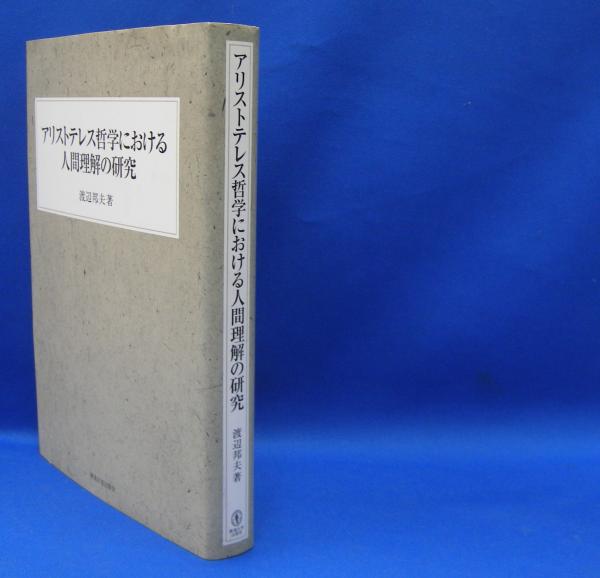 アリストテレス哲学における
人間理解の研究
渡辺邦夫著
アリストテレス哲学における人間理解の研究
渡辺邦夫著